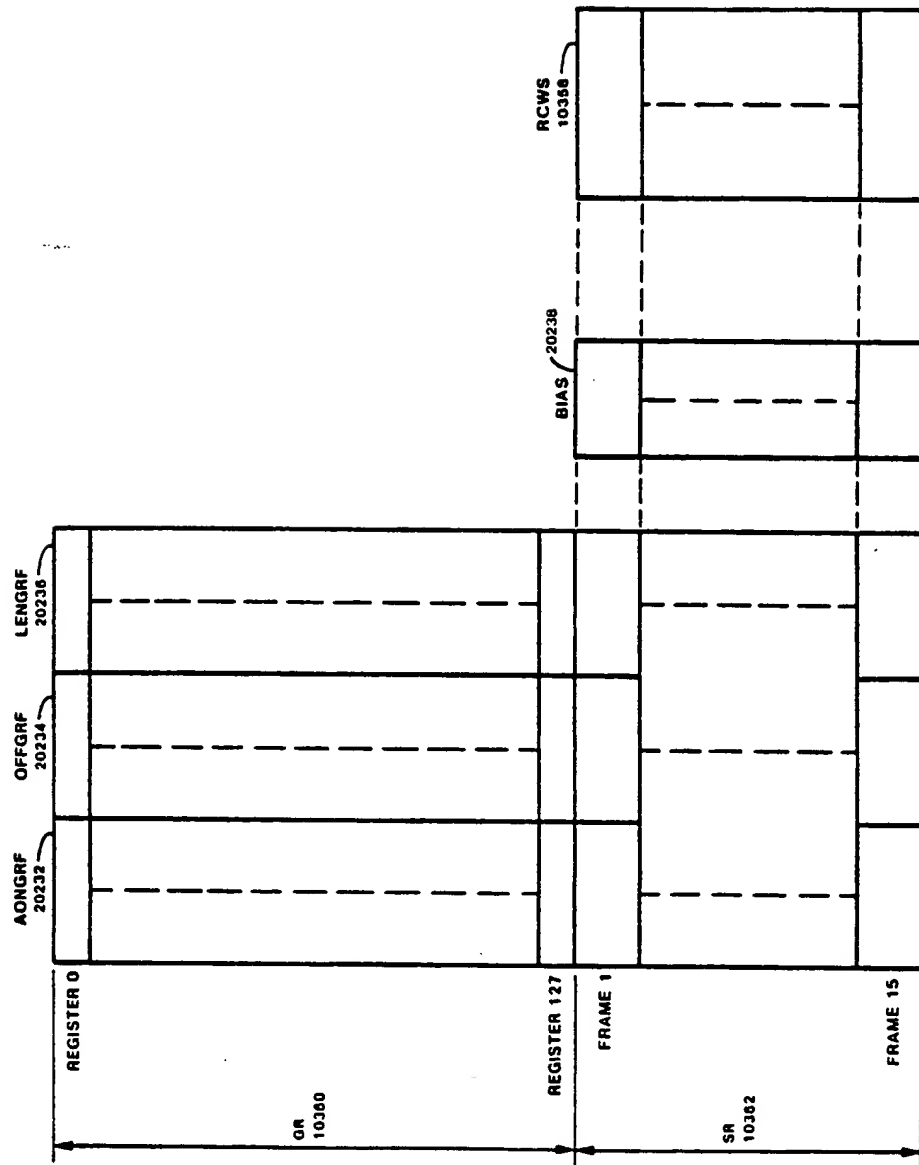 AONGRF
20232
OFFGRF
20234
LENGRF
20236
BIAS
20238
RCWS
10358
REGISTER 0
GR
10360
REGISTER 127
FRAME 1
SR
10362
FRAME 15